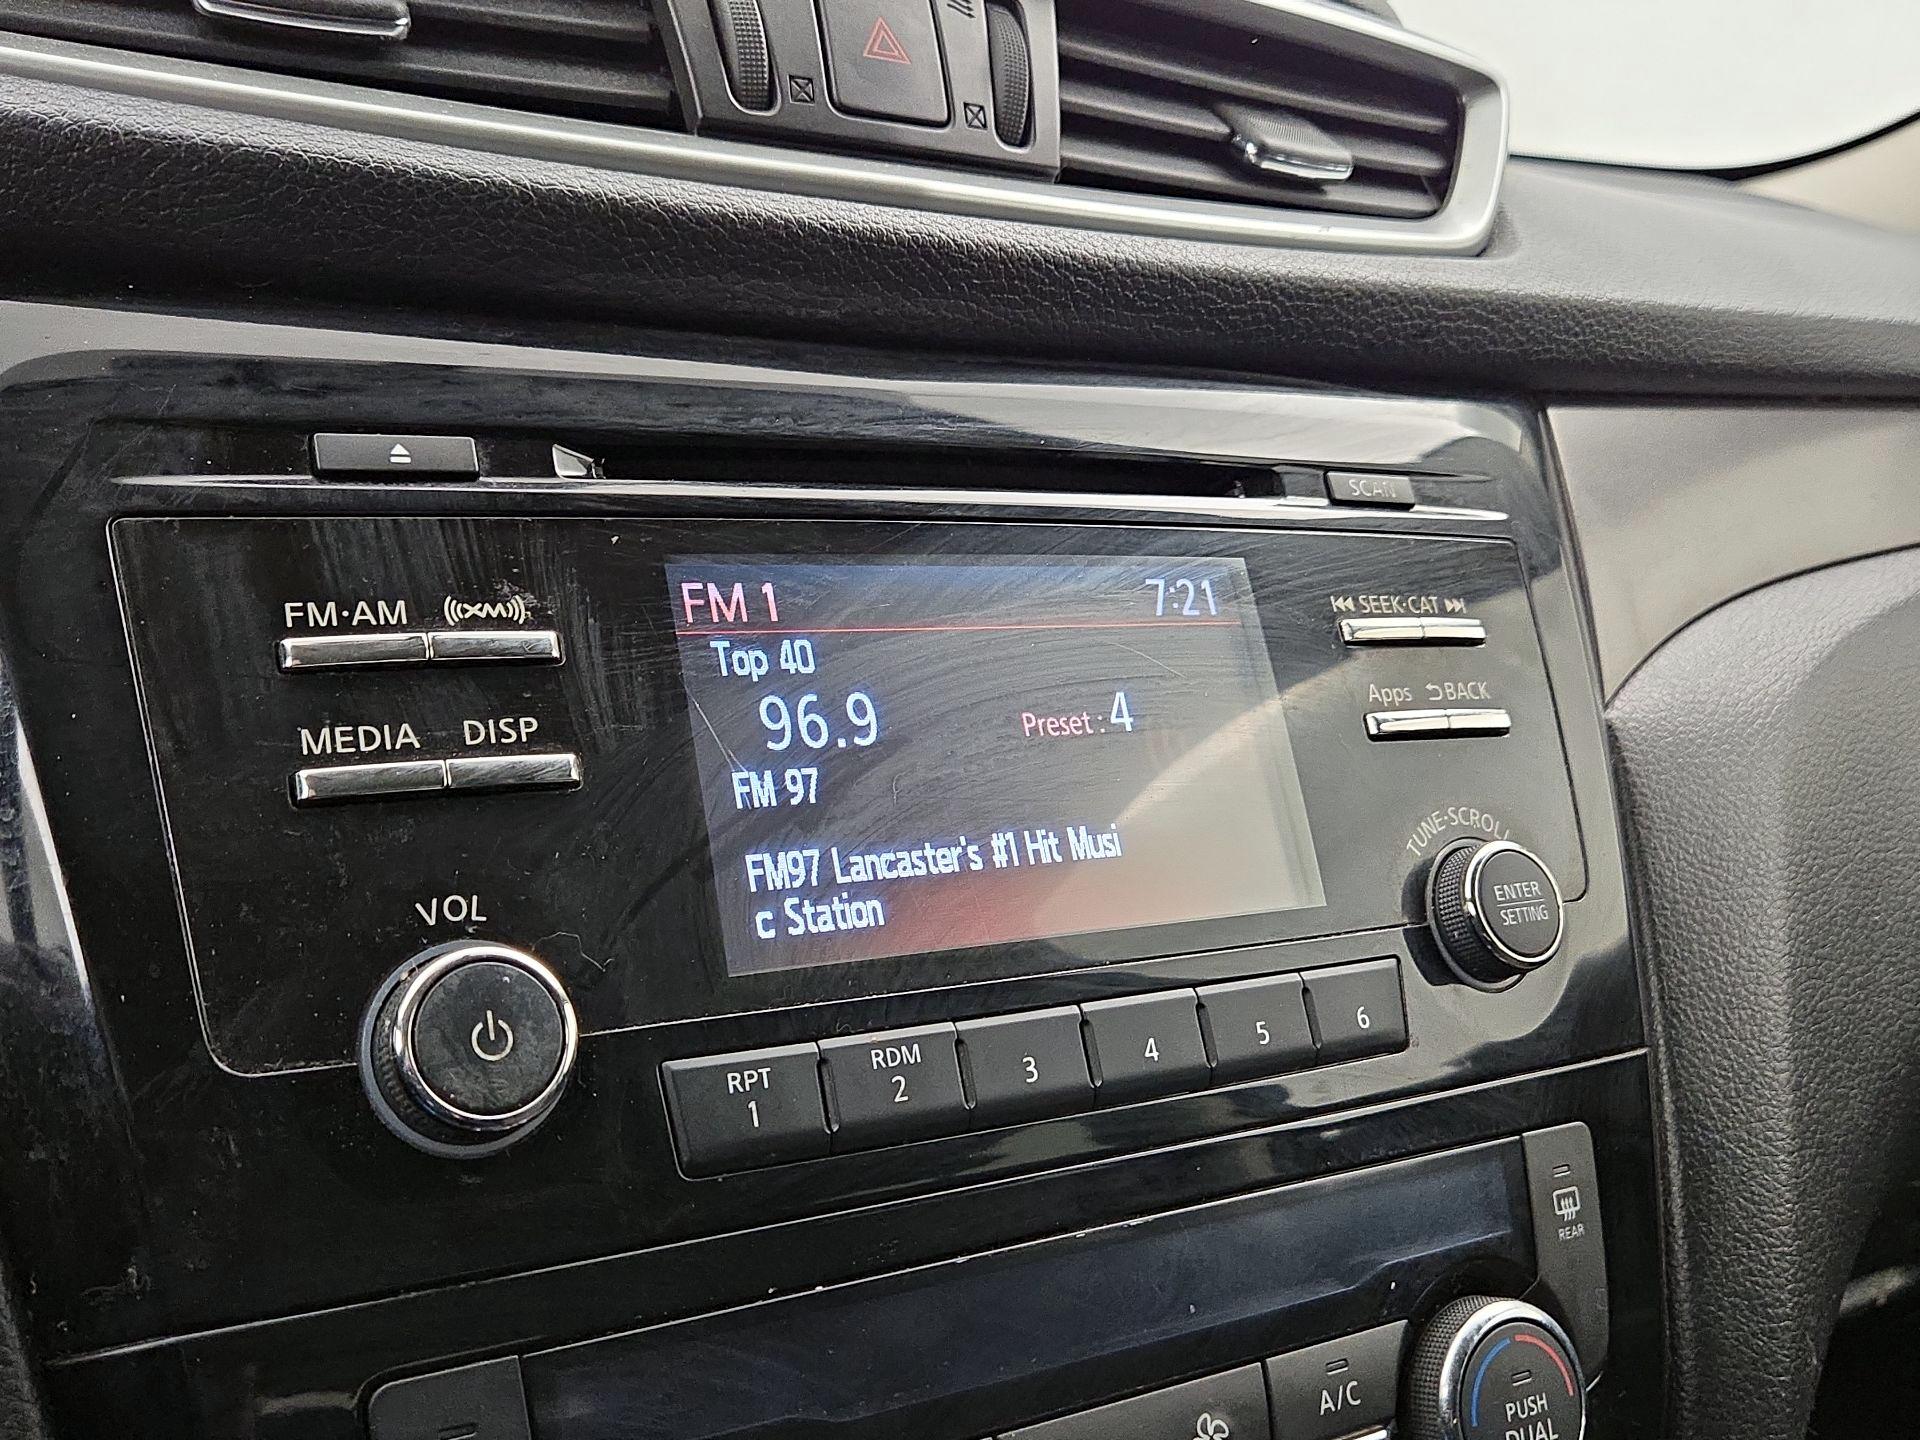 SCAN
FM·AM
((XM))
MEDIA
DISP
VOL
FM 1
7:21
Top 40
96.9
Preset : 4
FM 97
FM97 Lancaster's #1 Hit Musi
c Station
SEEK·CAT
Apps
BACK
TUNE·SCROLL
ENTER
SETTING
RPT
1
RDM
2
3
4
5
6
REAR
A/C
PUSH
DUAL